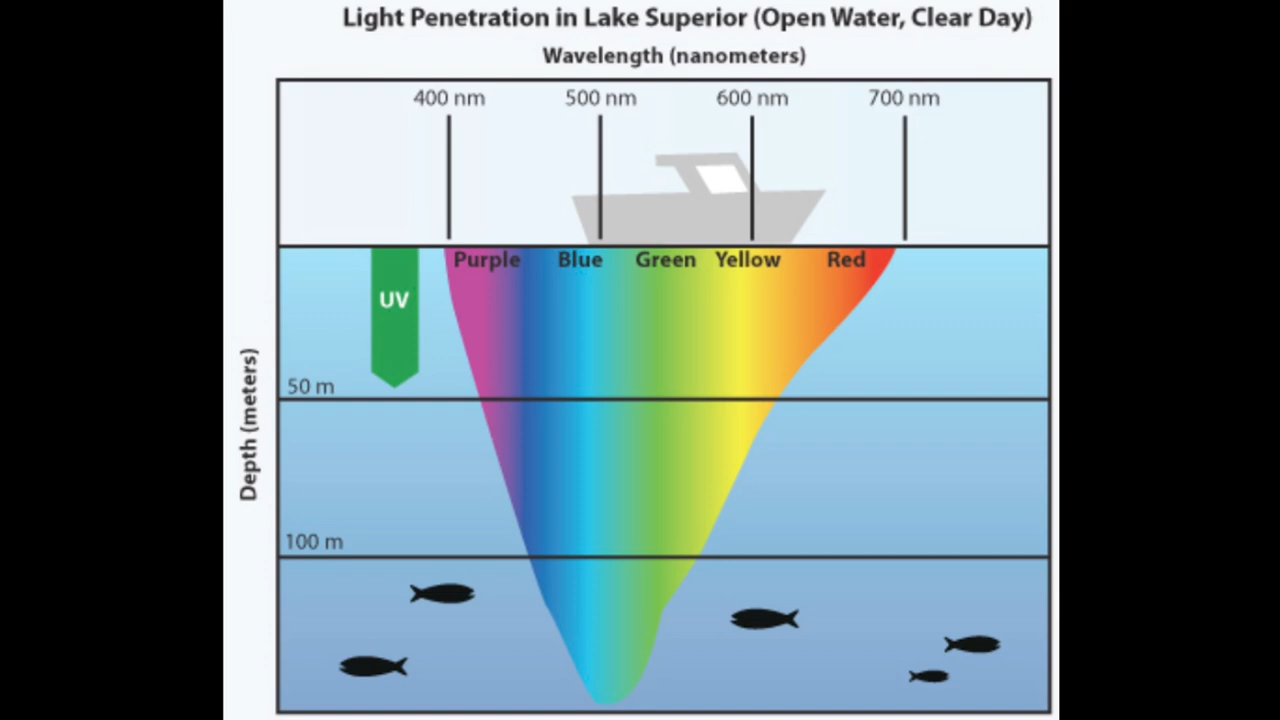 Light Penetration in Lake Superior (Open Water, Clear Day)
Wavelength (nanometers)
400 nm 500 nm 600 nm 700 nm
Purple Blue Green Yellow Red
UV
50 m
Depth (meters)
100 m